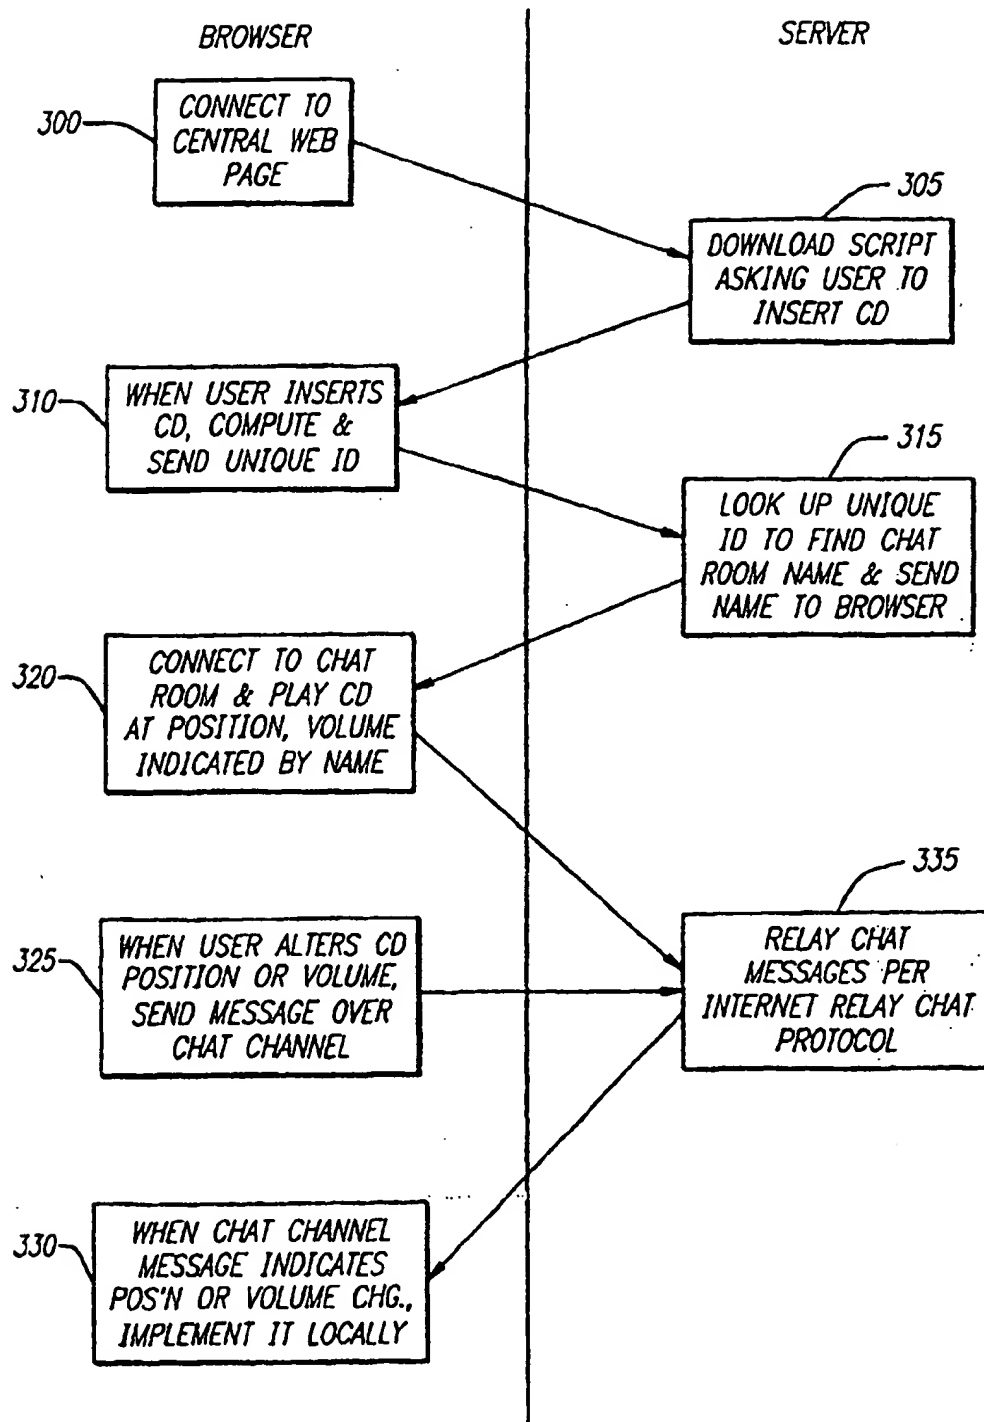 BROWSER
SERVER
300
CONNECT TO
CENTRAL WEB
PAGE
305
DOWNLOAD SCRIPT
ASKING USER TO
INSERT CD
310
WHEN USER INSERTS
CD, COMPUTE &
SEND UNIQUE ID
315
LOOK UP UNIQUE
ID TO FIND CHAT
ROOM NAME & SEND
NAME TO BROWSER
320
CONNECT TO CHAT
ROOM & PLAY CD
AT POSITION, VOLUME
INDICATED BY NAME
335
RELAY CHAT
MESSAGES PER
INTERNET RELAY CHAT
PROTOCOL
325
WHEN USER ALTERS CD
POSITION OR VOLUME,
SEND MESSAGE OVER
CHAT CHANNEL
330
WHEN CHAT CHANNEL
MESSAGE INDICATES
POS'N OR VOLUME CHG.,
IMPLEMENT IT LOCALLY